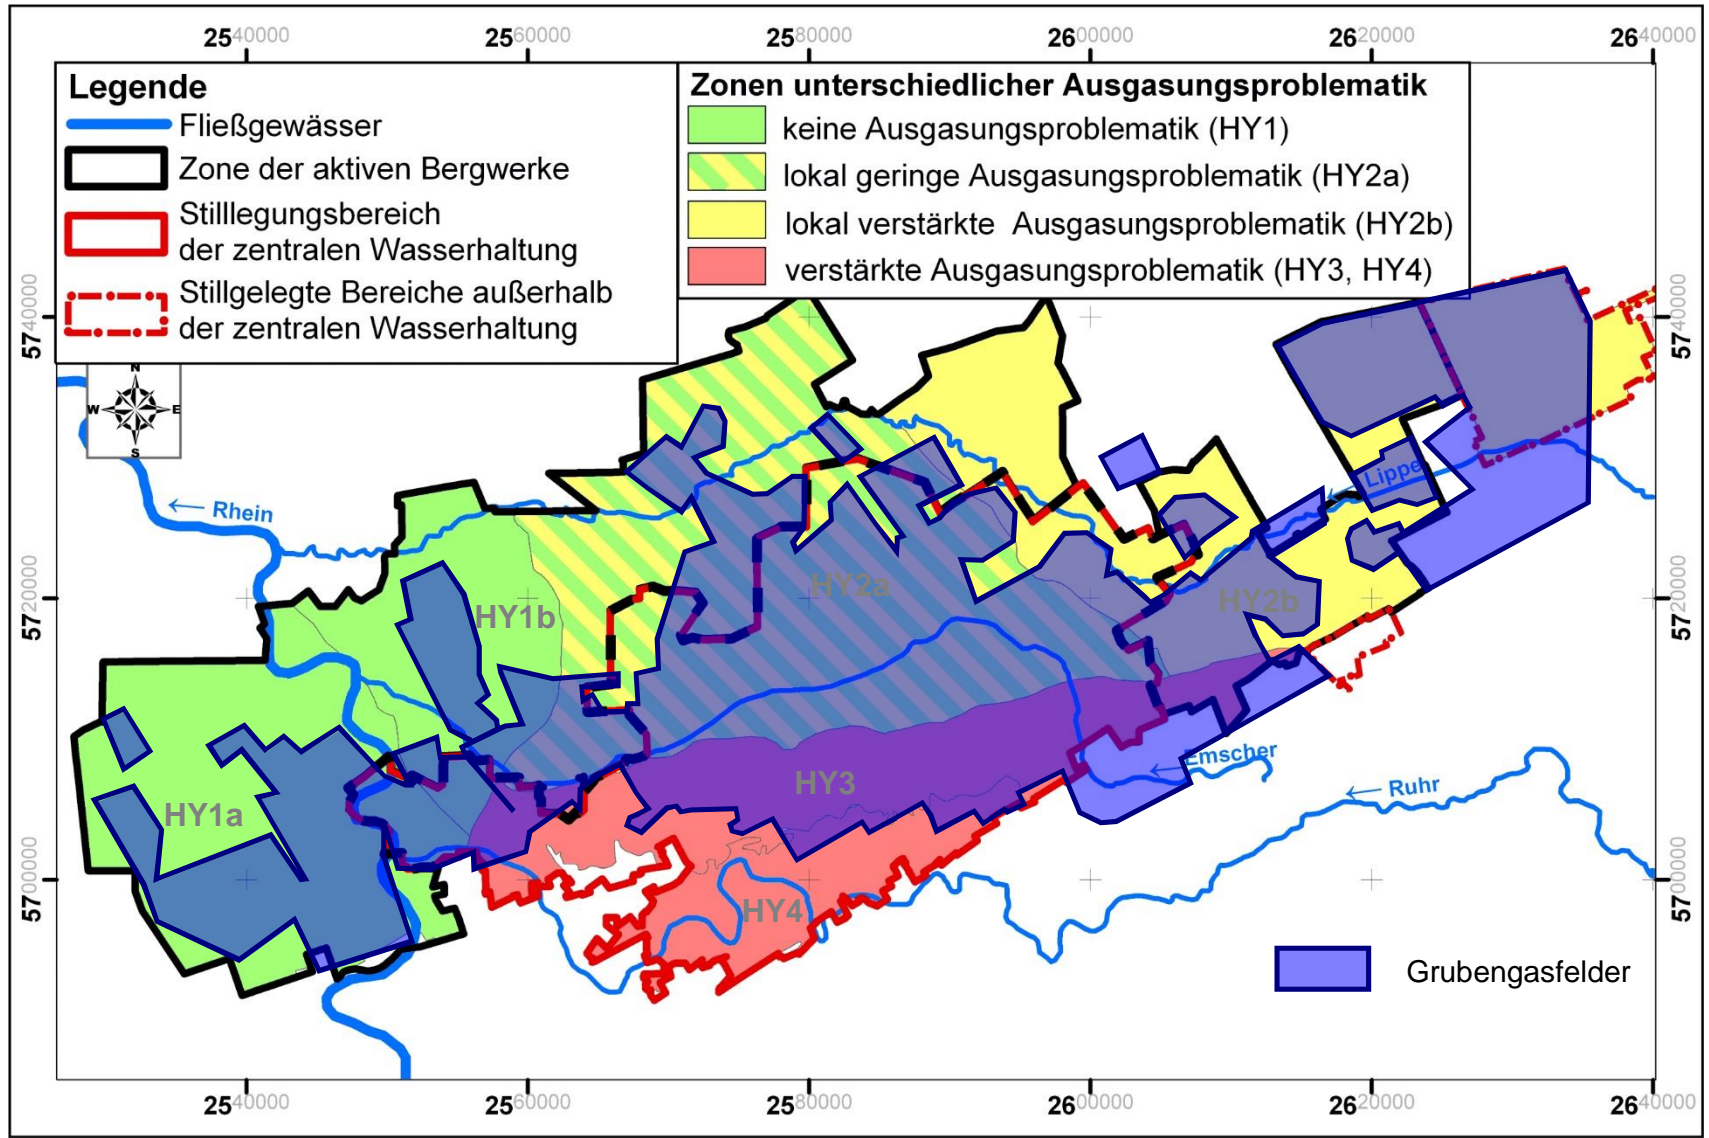 2540000 2560000 2580000 2600000 2620000 2640000
Legende
Fließgewässer
Zone der aktiven Bergwerke
Stilllegungsbereich
der zentralen Wasserhaltung
Stillgelegte Bereiche außerhalb
der zentralen Wasserhaltung
Zonen unterschiedlicher Ausgasungsproblematik
keine Ausgasungsproblematik (HY1)
lokal geringe Ausgasungsproblematik (HY2a)
lokal verstärkte Ausgasungsproblematik (HY2b)
verstärkte Ausgasungsproblematik (HY3, HY4)
5740000
5740000
N
W E
S
Lippe
← Rhein
5720000
HY1b
HY2a
HY2b
5720000
← Emscher
HY3
← Ruhr
HY1a
5700000
5700000
HY4
Grubengasfelder
2540000 2560000 2580000 2600000 2620000 2640000